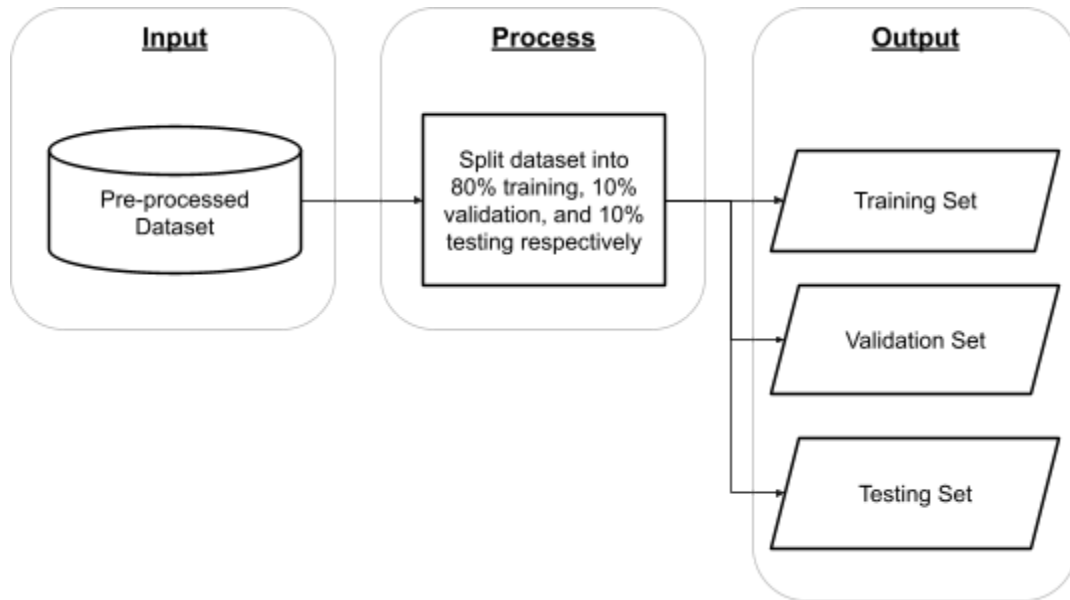 Input
Pre-processed
Dataset
Process
Split dataset into
80% training, 10%
validation, and 10%
testing respectively
Output
Training Set
Validation Set
Testing Set